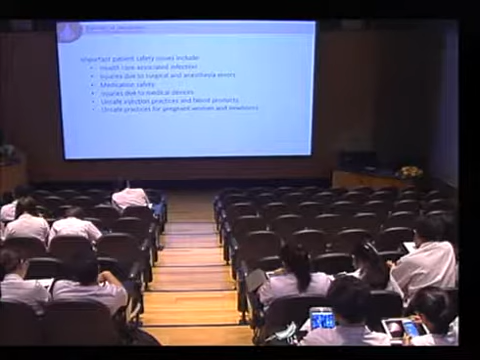 Important patient safety issues include:
• Health care associated infection
• Injuries due to surgical and anesthesia errors
• Medication safety
• Injuries due to medical devices
• Unsafe injection practices and blood products
• Unsafe practices for pregnant women and newborns